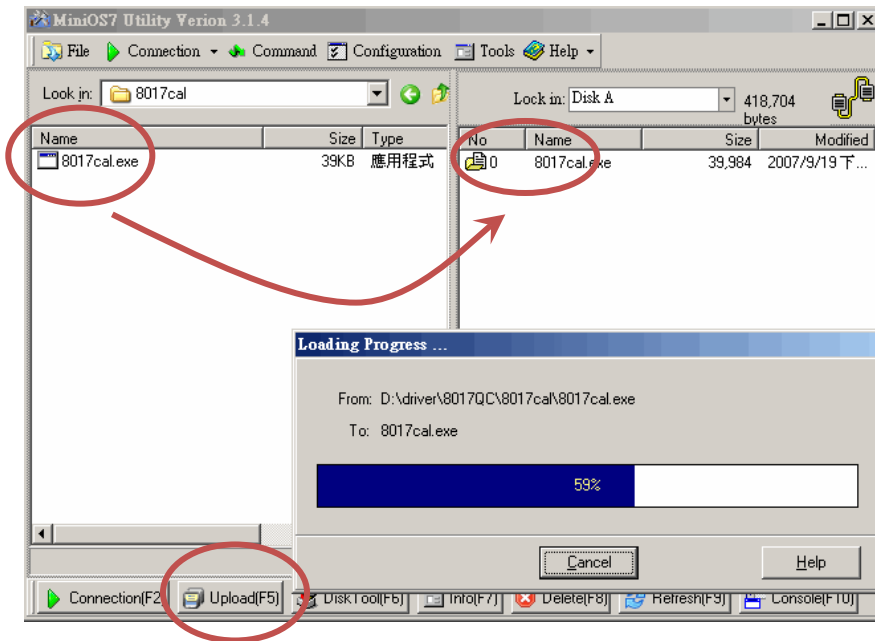 MiniOS7 Utility Verion 3.1.4
File Connection Command Configuration Tools Help
Look in: 8017cal
Lock in: Disk A
418,704 bytes
Name Size Type
8017cal.exe 39KB 應用程式
No Name Size Modified
0 8017cal.exe 39,984 2007/9/19 下...
Loading Progress ...
From: D:\driver\8017QC\8017cal\8017cal.exe
To: 8017cal.exe
59%
Cancel Help
Connection(F2 Upload(F5) DiskTool(F6) Info(F7) Delete(F8) Refresh(F9) Console(F10)